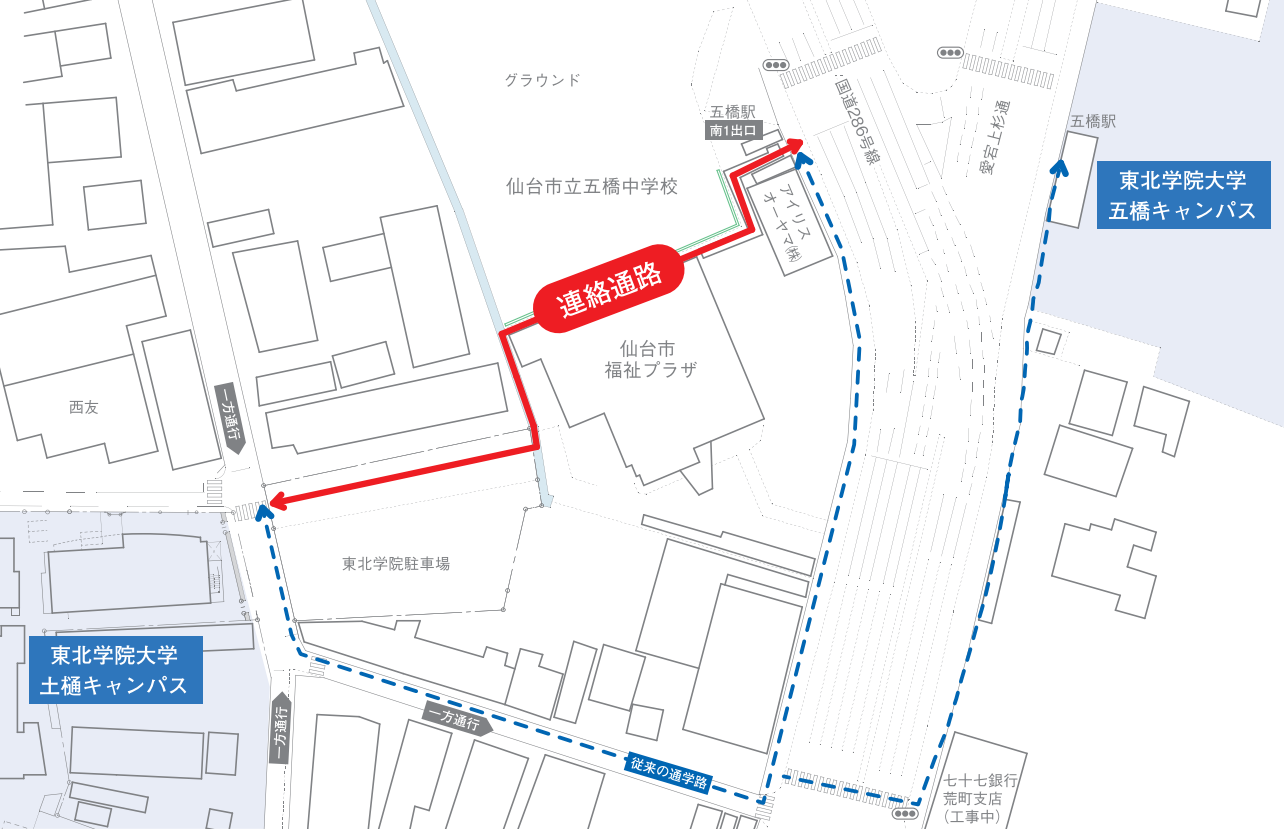 グラウンド
五橋駅
南1出口
国道286号線
愛宕上杉通
五橋駅
東北学院大学
五橋キャンパス
仙台市立五橋中学校
アイリス
オーヤマ㈱
連絡通路
仙台市
福祉プラザ
西友
一方通行
東北学院駐車場
東北学院大学
土樋キャンパス
一方通行
一方通行
従来の通学路
七十七銀行
荒町支店
（工事中）